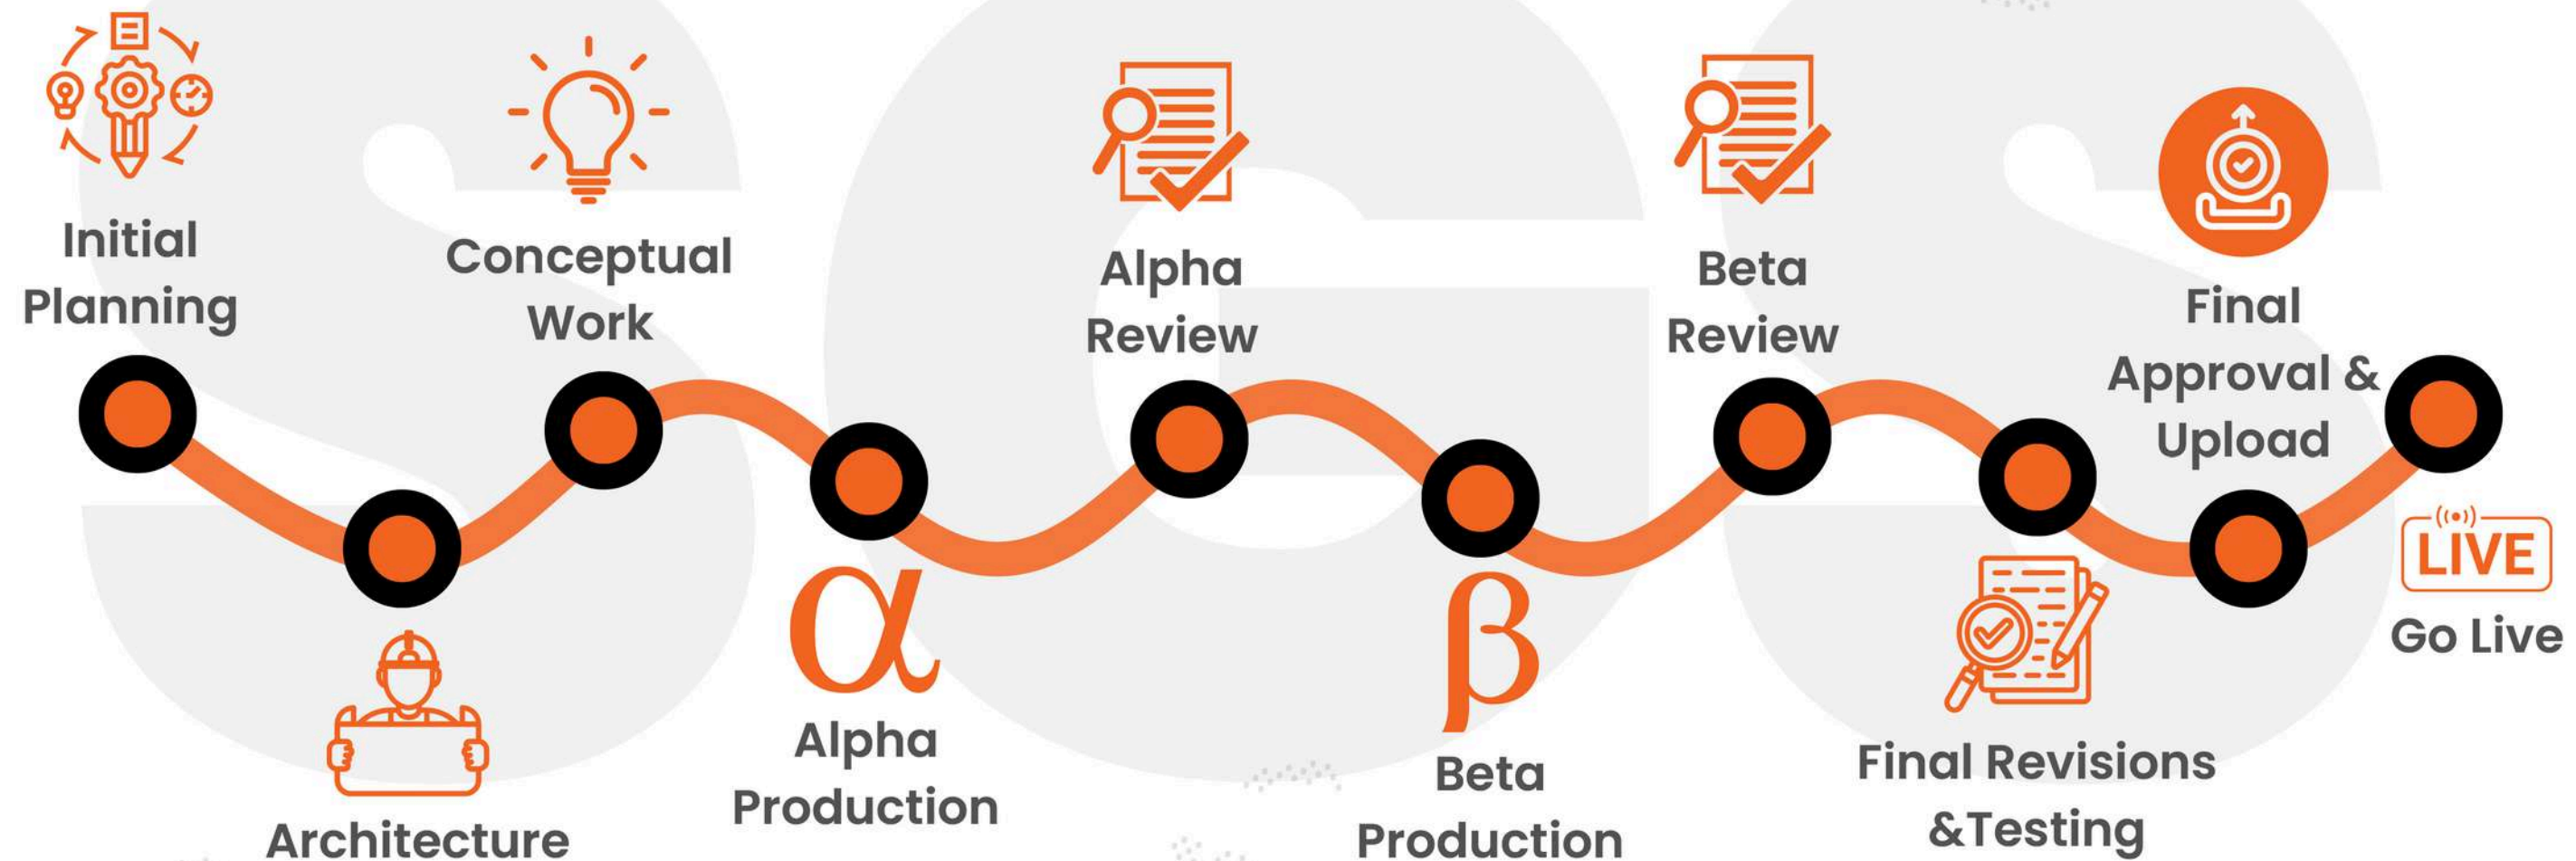 Initial
Planning
Architecture
Conceptual
Work
α
Alpha
Production
Alpha
Review
β
Beta
Production
Beta
Review
Final Revisions
&Testing
Final
Approval &
Upload
LIVE
Go Live
SGS